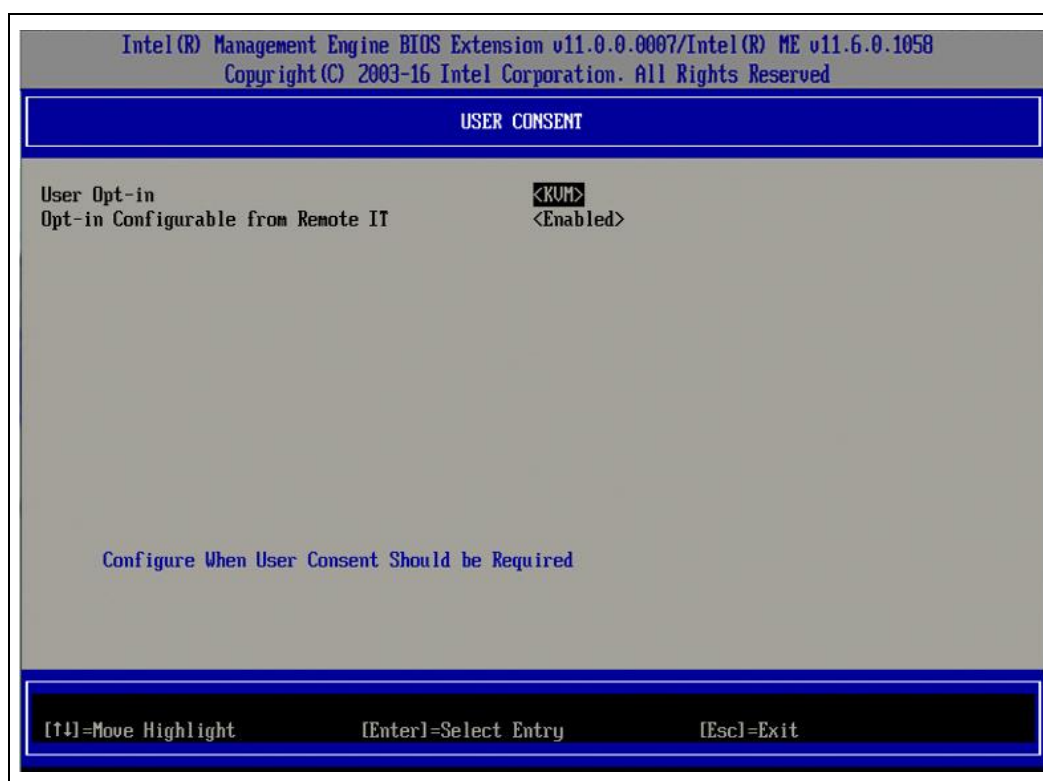 Intel(R) Management Engine BIOS Extension v11.0.0.0007/Intel(R) ME v11.6.0.1058
Copyright(C) 2003-16 Intel Corporation. All Rights Reserved
USER CONSENT
User Opt-in <KVM>
Opt-in Configurable from Remote IT <Enabled>
Configure When User Consent Should be Required
[↑↓]=Move Highlight [Enter]=Select Entry [Esc]=Exit